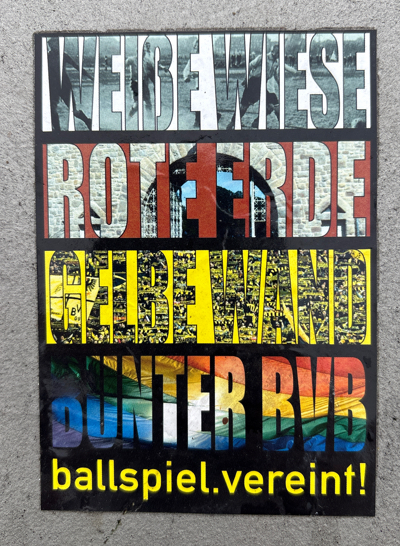 WEIßE WIESE
ROTE ERDE
GELBE WAND
BUNTER BVB
ballspiel.vereint!